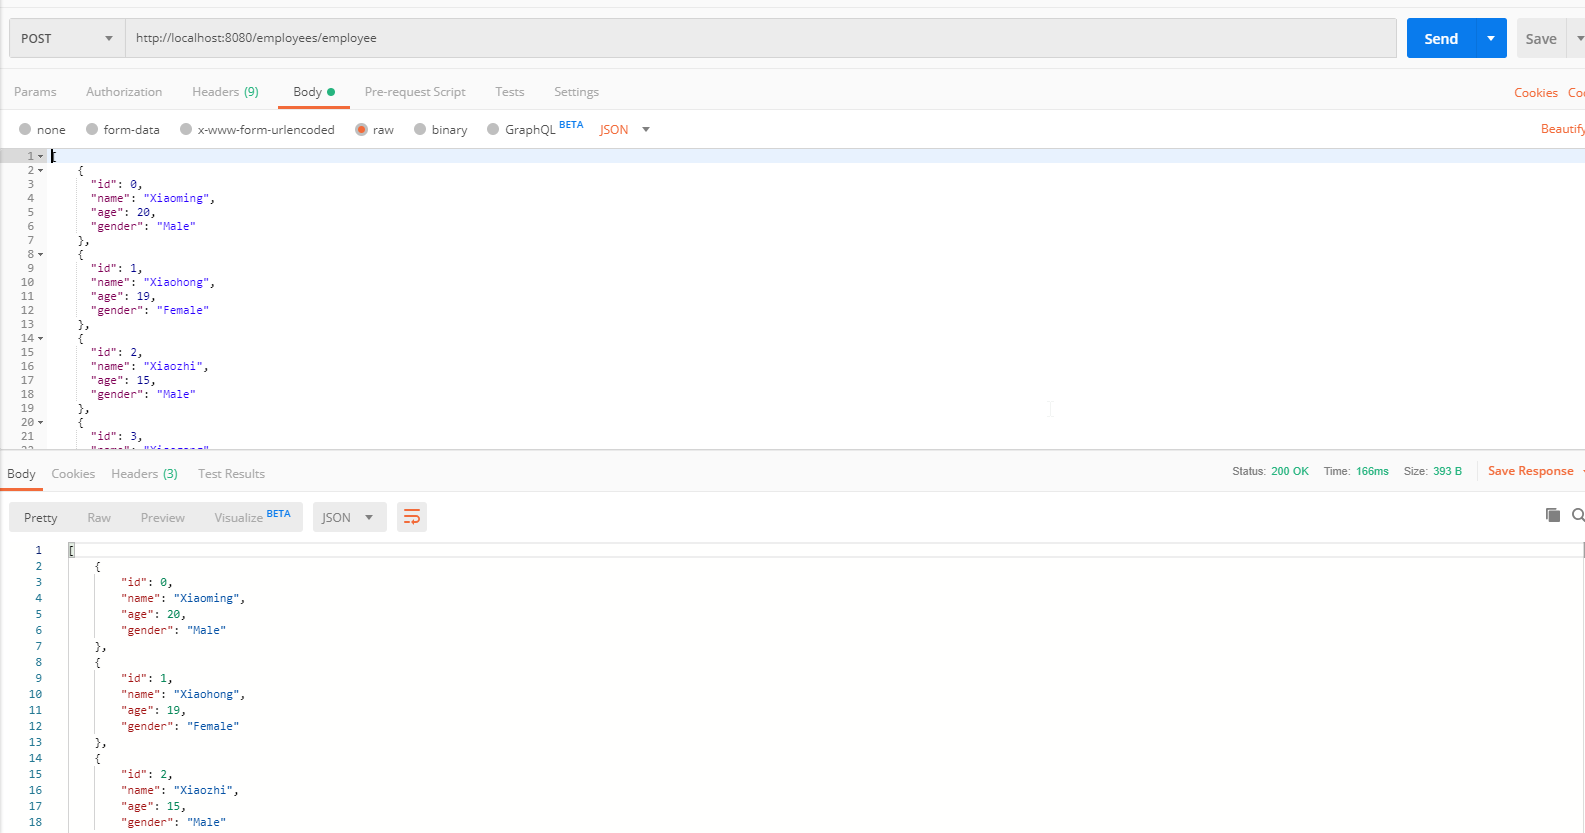 POST http://localhost:8080/employees/employee Send Save
Params Authorization Headers (9) Body Pre-request Script Tests Settings Cookies
none form-data x-www-form-urlencoded raw binary GraphQL BETA JSON Beautify
1 [
2 {
3 "id": 0,
4 "name": "Xiaoming",
5 "age": 20,
6 "gender": "Male"
7 },
8 {
9 "id": 1,
10 "name": "Xiaohong",
11 "age": 19,
12 "gender": "Female"
13 },
14 {
15 "id": 2,
16 "name": "Xiaozhi",
17 "age": 15,
18 "gender": "Male"
19 },
20 {
21 "id": 3,
Body Cookies Headers (3) Test Results Status: 200 OK Time: 166ms Size: 393 B Save Response
Pretty Raw Preview Visualize BETA JSON
1 [
2 {
3 "id": 0,
4 "name": "Xiaoming",
5 "age": 20,
6 "gender": "Male"
7 },
8 {
9 "id": 1,
10 "name": "Xiaohong",
11 "age": 19,
12 "gender": "Female"
13 },
14 {
15 "id": 2,
16 "name": "Xiaozhi",
17 "age": 15,
18 "gender": "Male"